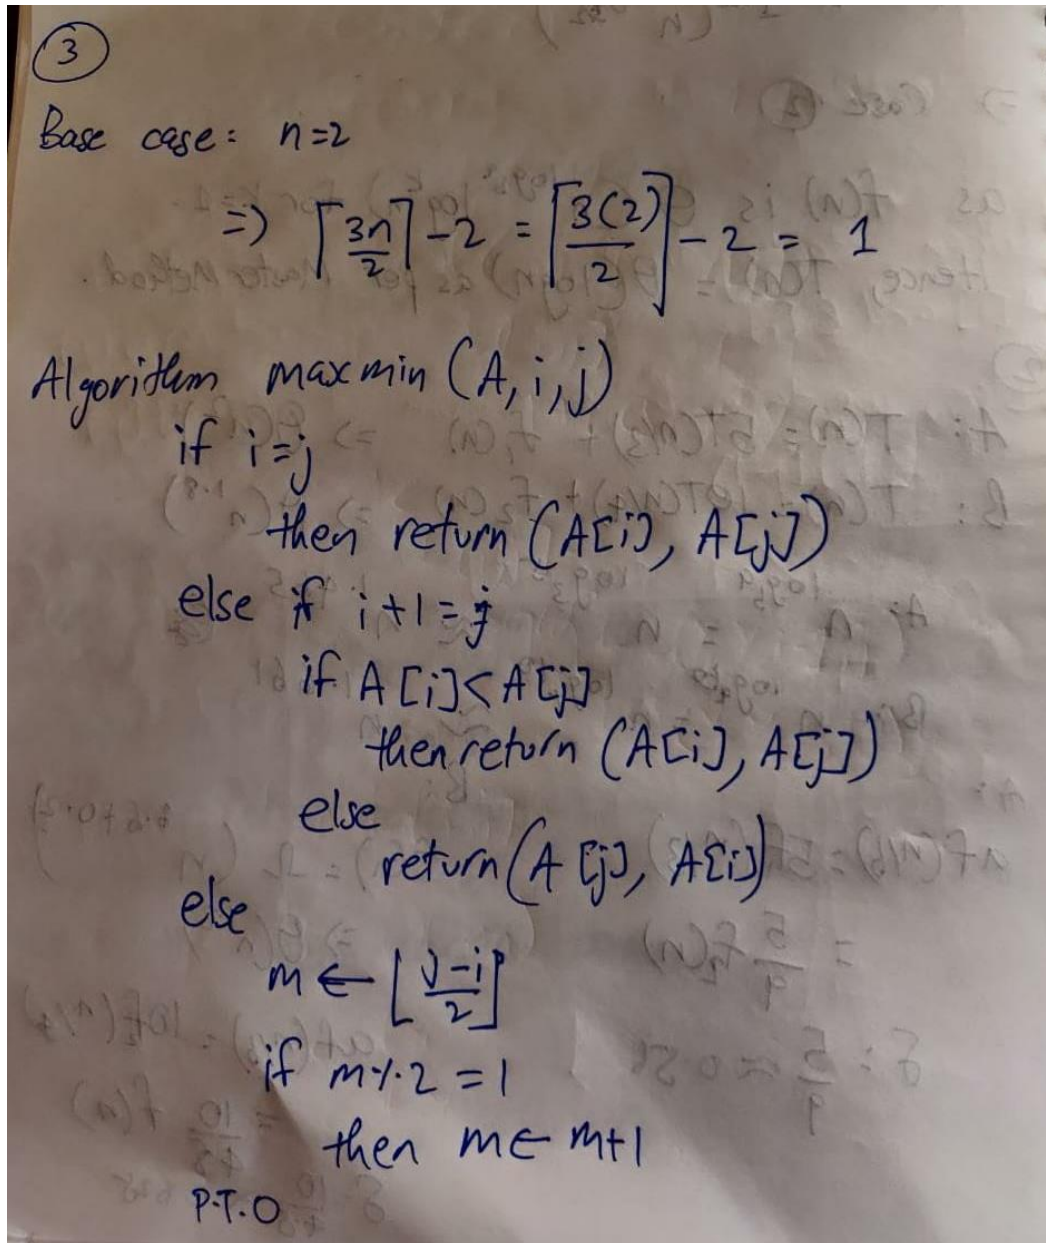 3
Base case: n=2
=> ⌈3n/2⌉ - 2 = ⌈3(2)/2⌉ - 2 = 1
Algorithm maxmin (A, i, j)
if i=j
then return (A[i], A[j])
else if i+1=j
if A[i]<A[j]
then return (A[i], A[j])
else
return (A[j], A[i])
else
m ← ⌊j-i/2⌋
if m%2 = 1
then m ← m+1
P.T.O